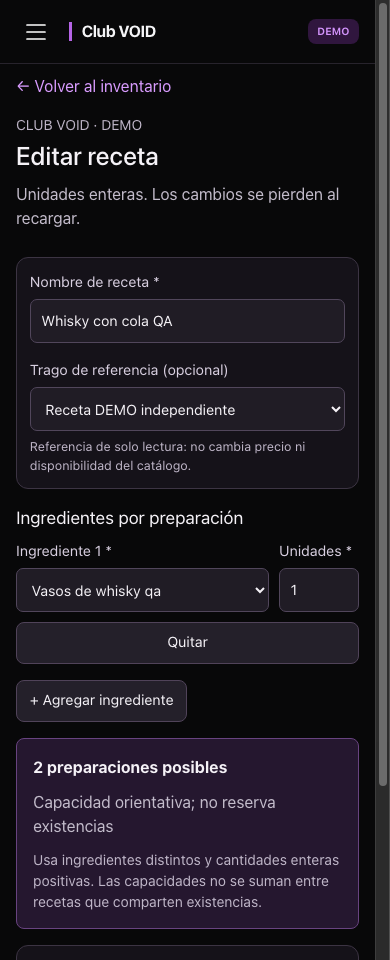 Club VOID
DEMO
← Volver al inventario
CLUB VOID · DEMO
Editar receta
Unidades enteras. Los cambios se pierden al
recargar.
Nombre de receta *
Whisky con cola QA
Trago de referencia (opcional)
Receta DEMO independiente
Referencia de solo lectura: no cambia precio ni
disponibilidad del catálogo.
Ingredientes por preparación
Ingrediente 1 *
Unidades *
Vasos de whisky qa
1
Quitar
+ Agregar ingrediente
2 preparaciones posibles
Capacidad orientativa; no reserva
existencias
Usa ingredientes distintos y cantidades enteras
positivas. Las capacidades no se suman entre
recetas que comparten existencias.